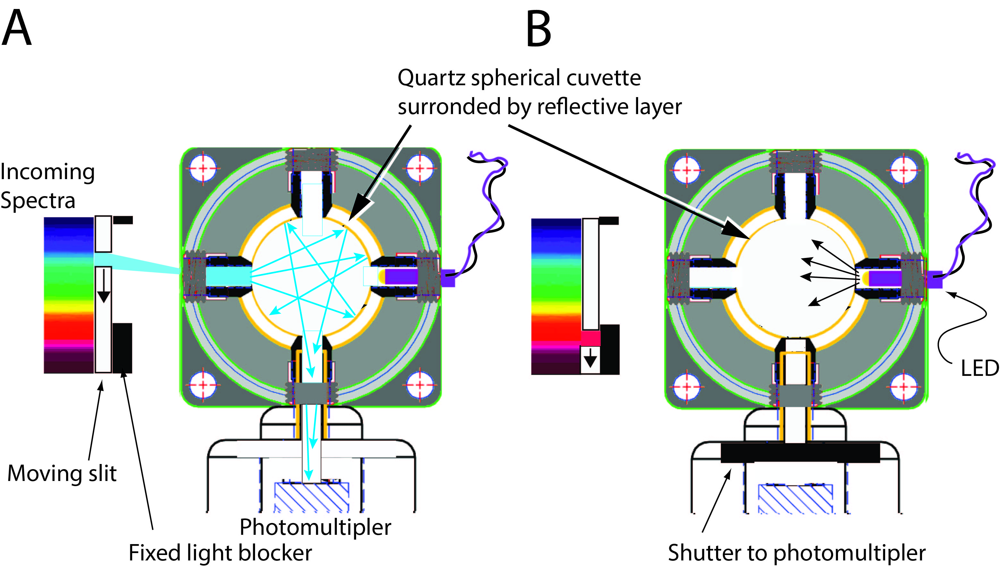 A
B
Quartz spherical cuvette
surronded by reflective layer
Incoming
Spectra
LED
Moving slit
Photomultipler
Fixed light blocker
Shutter to photomultipler